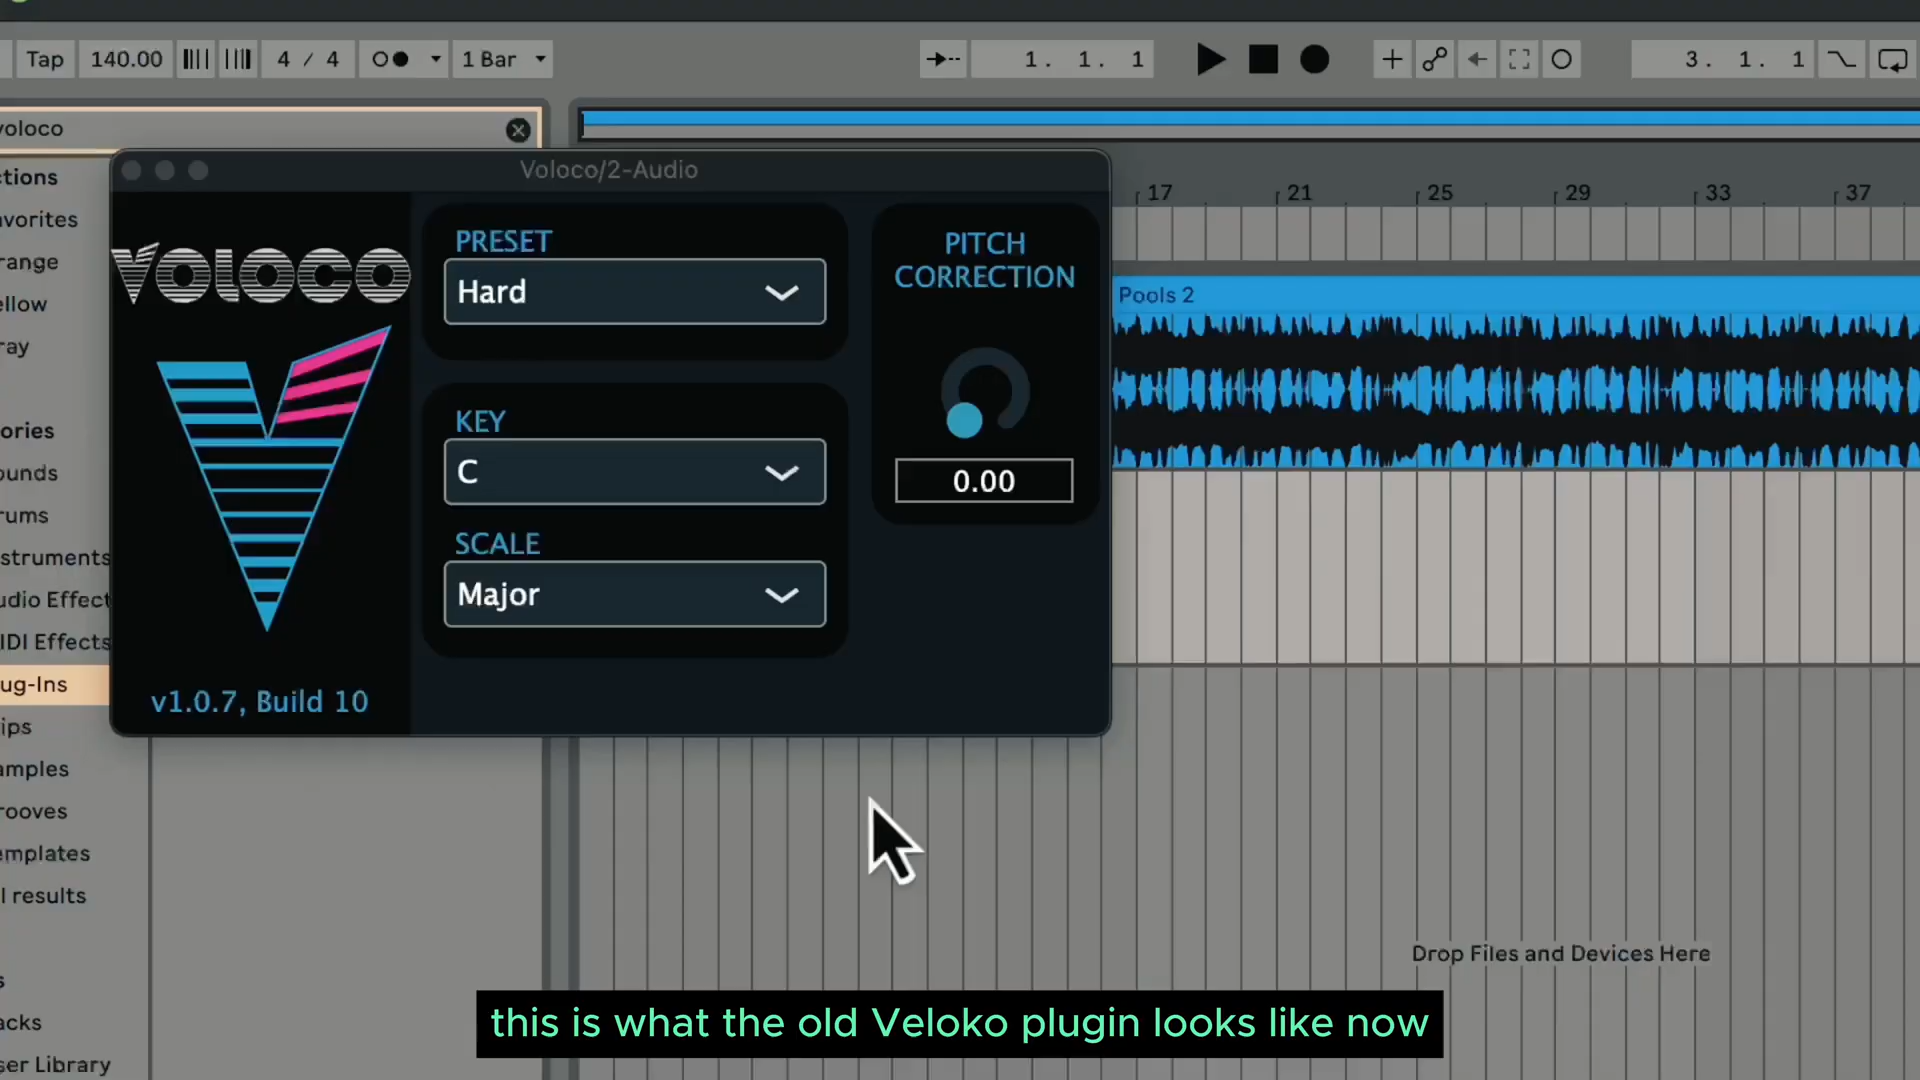 Tap 140.00 4 / 4 1 Bar 1. 1. 1 3. 1. 1
voloco
Voloco/2-Audio
ctions
avorites
range
ellow
ray
ories
ounds
rums
struments
udio Effect
IDI Effects
ug-Ins
ips
amples
rooves
emplates
l results
s
acks
ser Library
VOLOCO
v1.0.7, Build 10
PRESET
Hard
KEY
C
SCALE
Major
PITCH
CORRECTION
0.00
17 21 25 29 33 37
Pools 2
Drop Files and Devices Here
this is what the old Veloko plugin looks like now